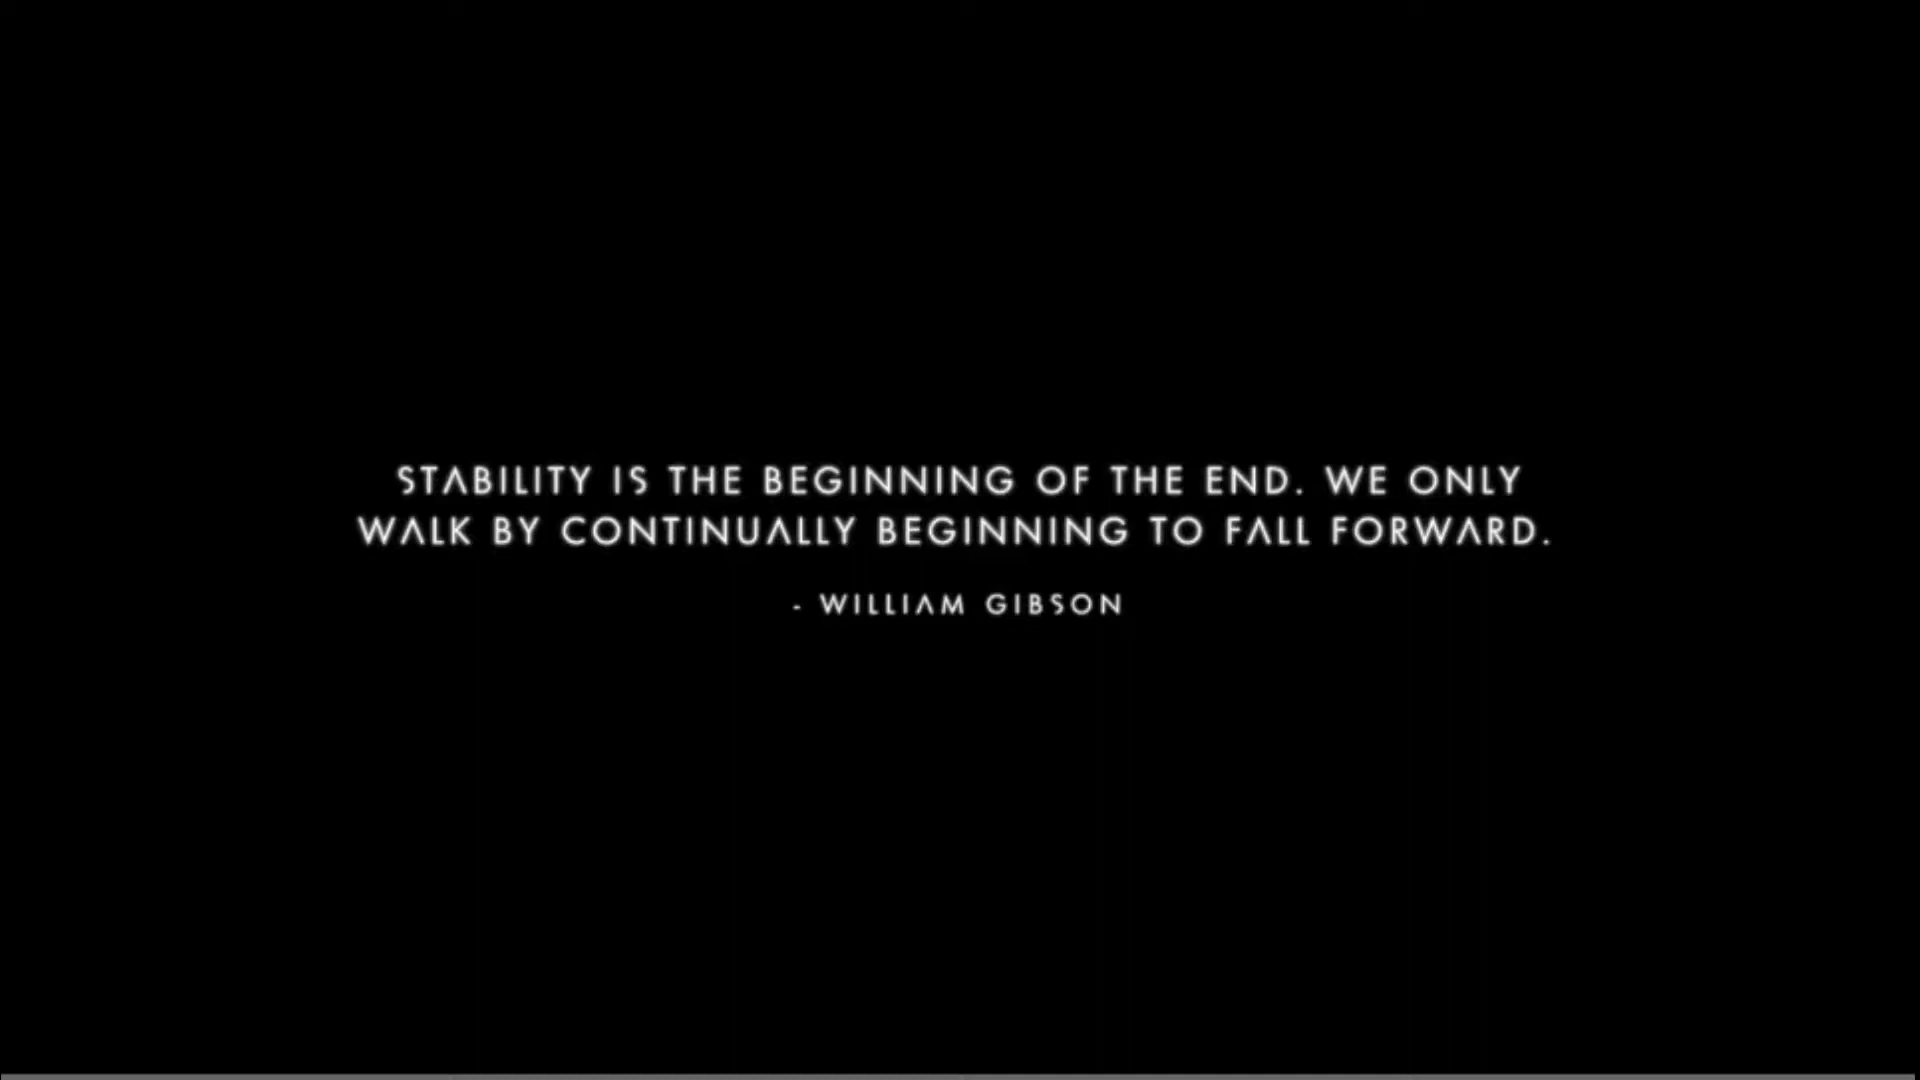 STABILITY IS THE BEGINNING OF THE END. WE ONLY
WALK BY CONTINUALLY BEGINNING TO FALL FORWARD.
- WILLIAM GIBSON